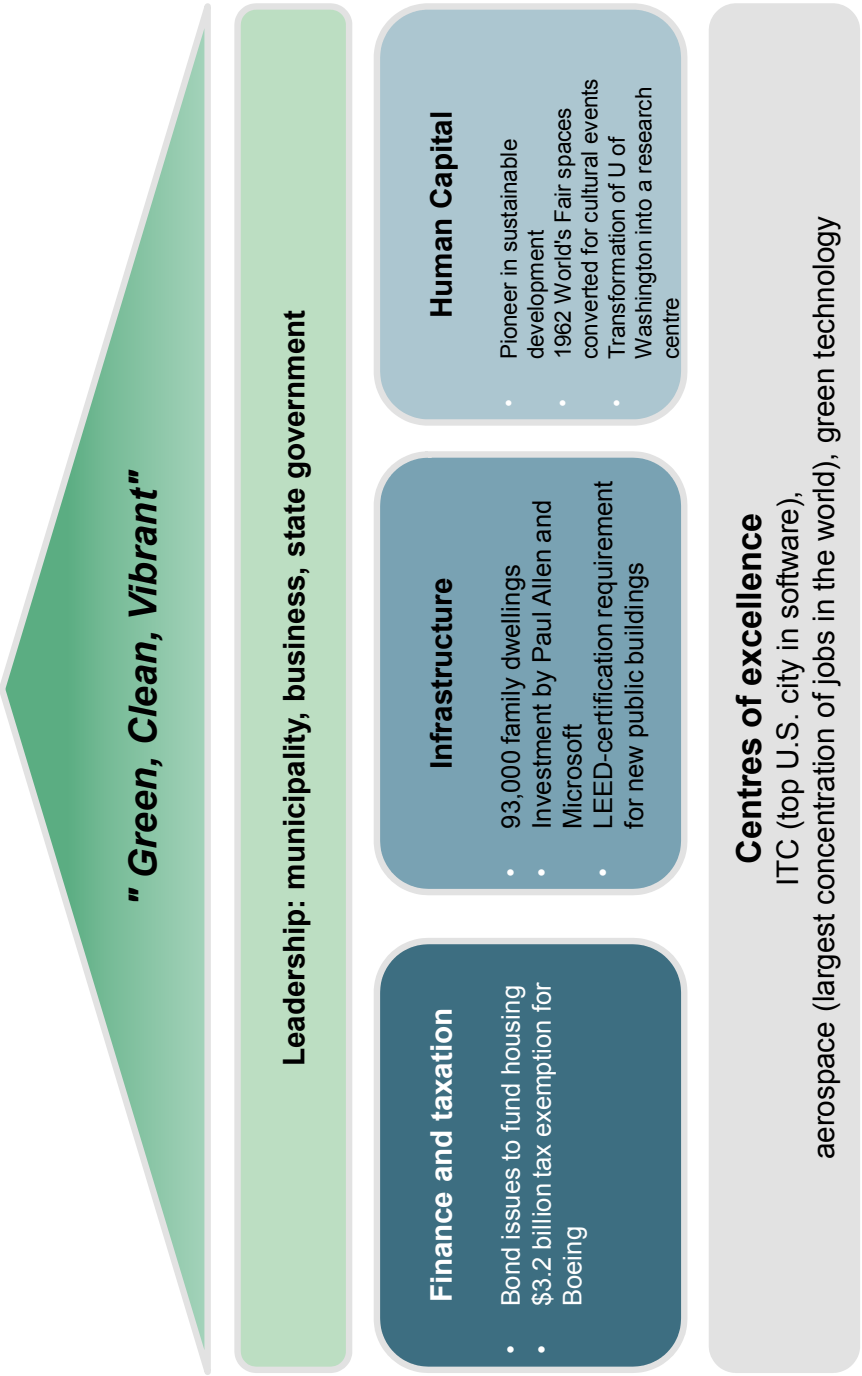 " Green, Clean, Vibrant"
Leadership: municipality, business, state government
Finance and taxation
• Bond issues to fund housing
• $3.2 billion tax exemption for
Boeing
Infrastructure
• 93,000 family dwellings
• Investment by Paul Allen and
Microsoft
• LEED-certification requirement
for new public buildings
Human Capital
• Pioneer in sustainable
development
• 1962 World's Fair spaces
converted for cultural events
• Transformation of U of
Washington into a research
centre
Centres of excellence
ITC (top U.S. city in software),
aerospace (largest concentration of jobs in the world), green technology